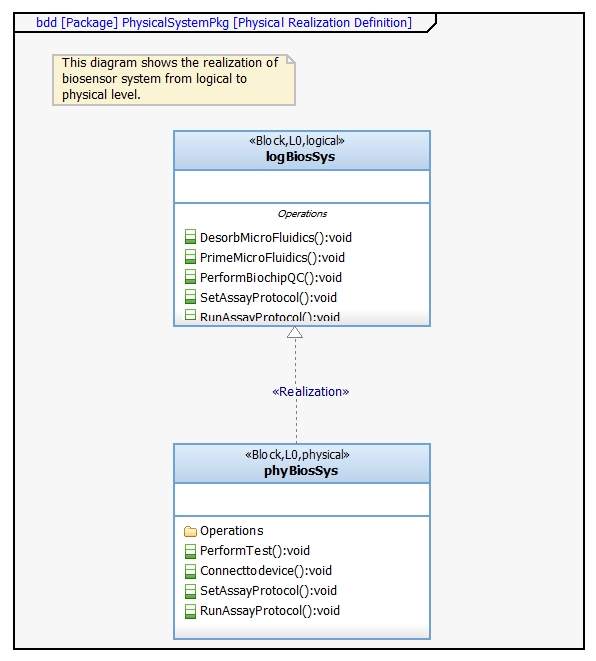 bdd [Package] PhysicalSystemPkg [Physical Realization Definition]
This diagram shows the realization of
biosensor system from logical to
physical level.
«Block,L0,logical»
logBiosSys
Operations
DesorbMicroFluidics():void
PrimeMicroFluidics():void
PerformBiochipQC():void
SetAssayProtocol():void
RunAssayProtocol():void
«Realization»
«Block,L0,physical»
phyBiosSys
Operations
PerformTest():void
Connecttodevice():void
SetAssayProtocol():void
RunAssayProtocol():void